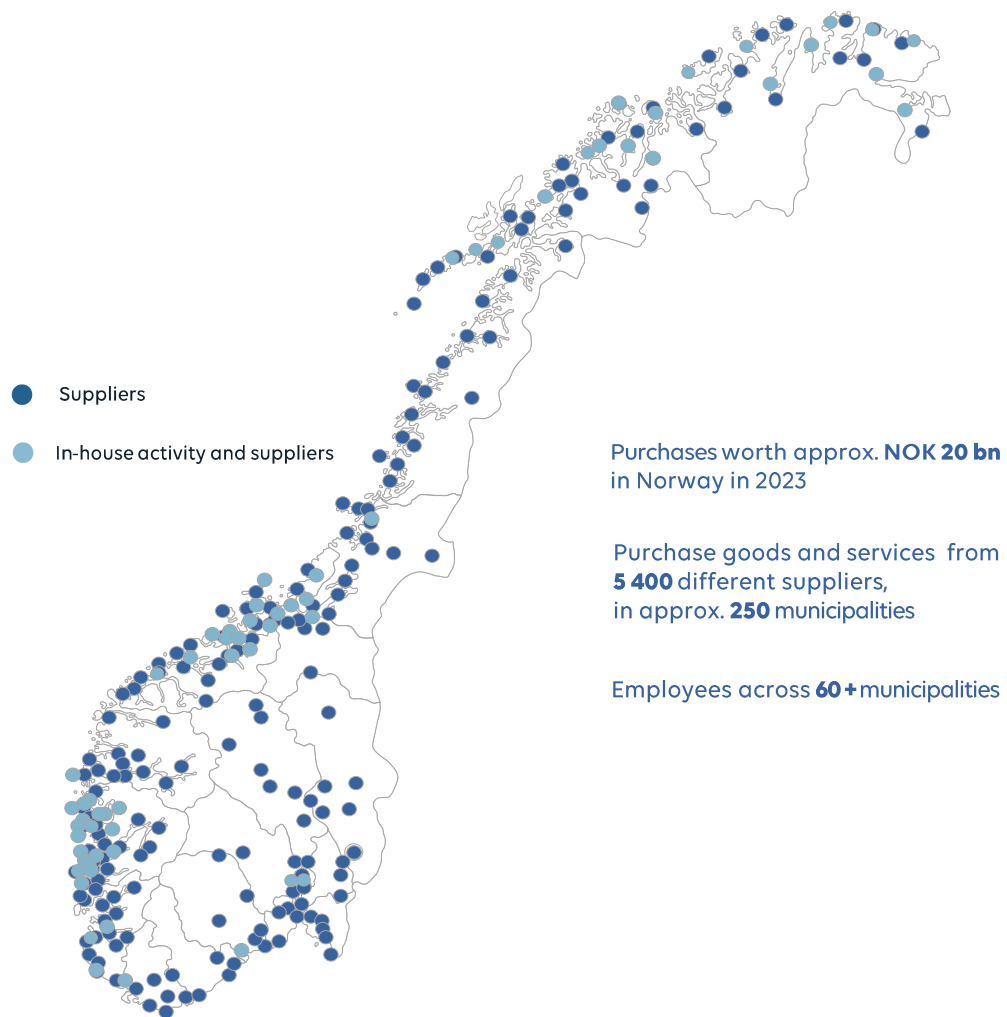 Suppliers
In-house activity and suppliers
Purchases worth approx. NOK 20 bn
in Norway in 2023
Purchase goods and services from
5 400 different suppliers,
in approx. 250 municipalities
Employees across 60+ municipalities